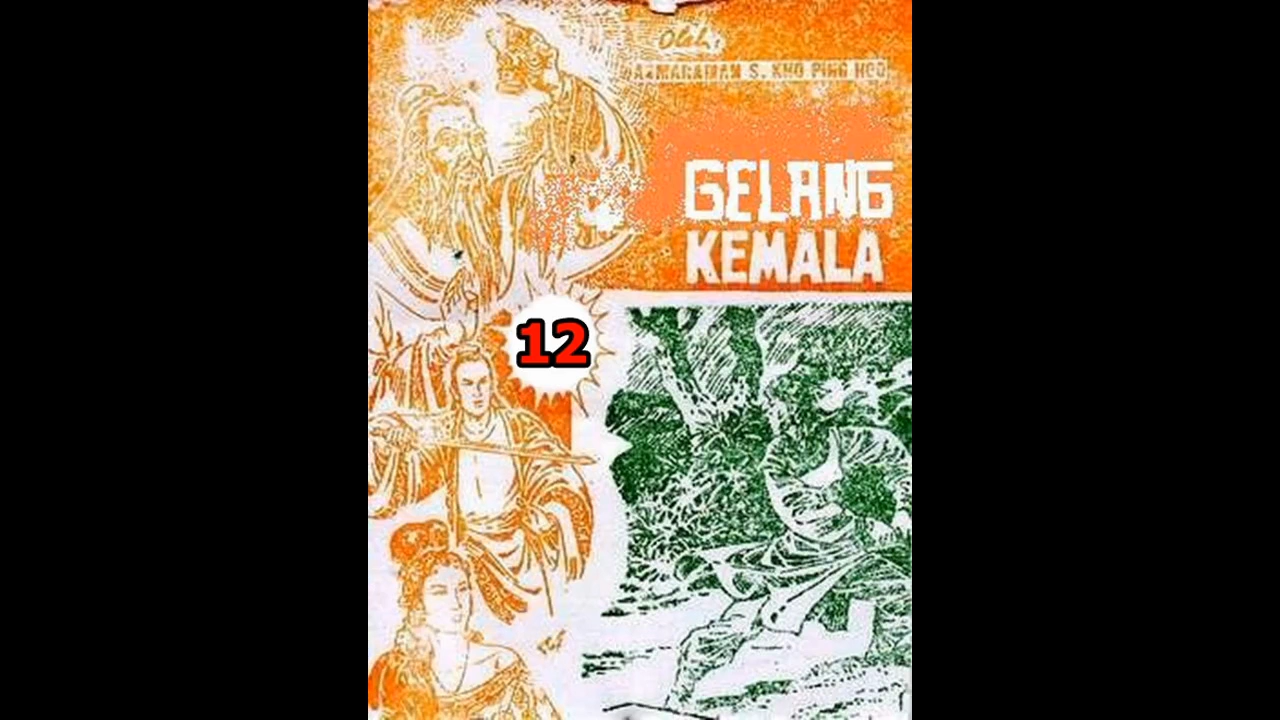 Oleh:
ASMARAMAN S. KHO PING HOO
GELANG
KEMALA
12